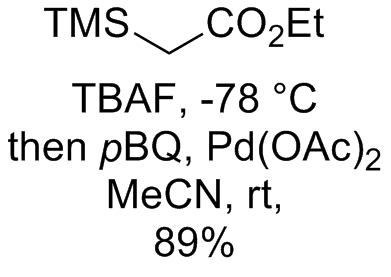 TMS CO₂Et
TBAF, -78 °C
then pBQ, Pd(OAc)₂
MeCN, rt,
89%